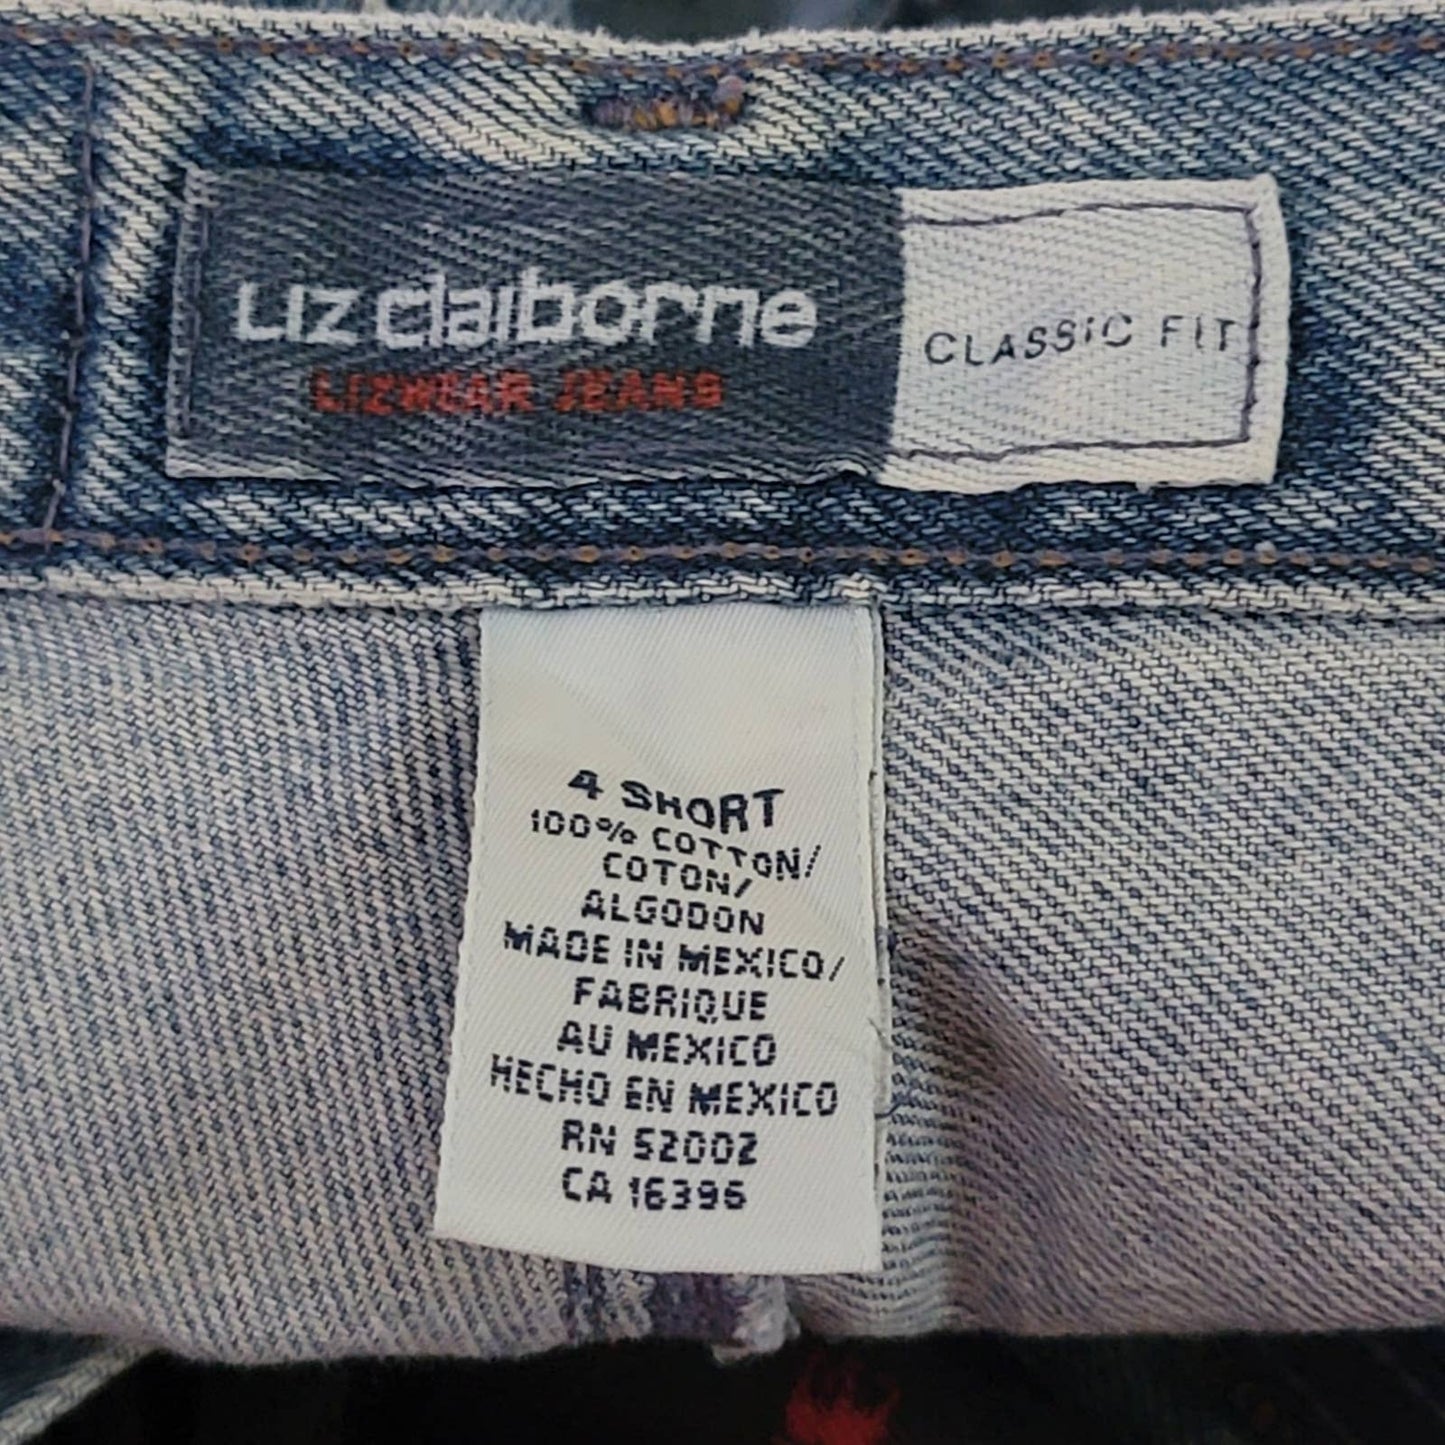 Liz claiborne
LIZWEAR JEANS
CLASSIC FIT
4 SHORT
100% COTTON/
COTON/
ALGODON
MADE IN MEXICO/
FABRIQUE
AU MEXICO
HECHO EN MEXICO
RN 52002
CA 16396